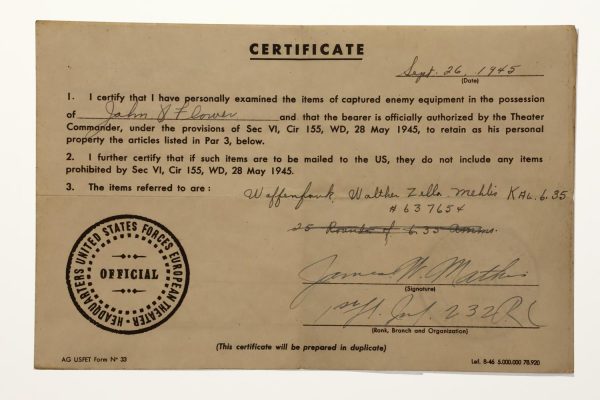 CERTIFICATE
Sept. 26, 1945
(Date)
1. I certify that I have personally examined the items of captured enemy equipment in the possession
of John S Flower and that the bearer is officially authorized by the Theater
Commander, under the provisions of Sec VI, Cir 155, WD, 28 May 1945, to retain as his personal
property the articles listed in Par 3, below.
2. I further certify that if such items are to be mailed to the US, they do not include any items
prohibited by Sec VI, Cir 155, WD, 28 May 1945.
3. The items referred to are : Waffenfank Walther Zella-Mehlis Kal. 6.35
# 637654
25 Rounds of 6.35 ammo.
HEADQUARTERS UNITED STATES FORCES EUROPEAN THEATER
OFFICIAL
James W. Mathis
(Signature)
Inf. 232
(Rank, Branch and Organization)
(This certificate will be prepared in duplicate)
AG USFET Form No 33
Lef. 8-46 5.000.000 78.920